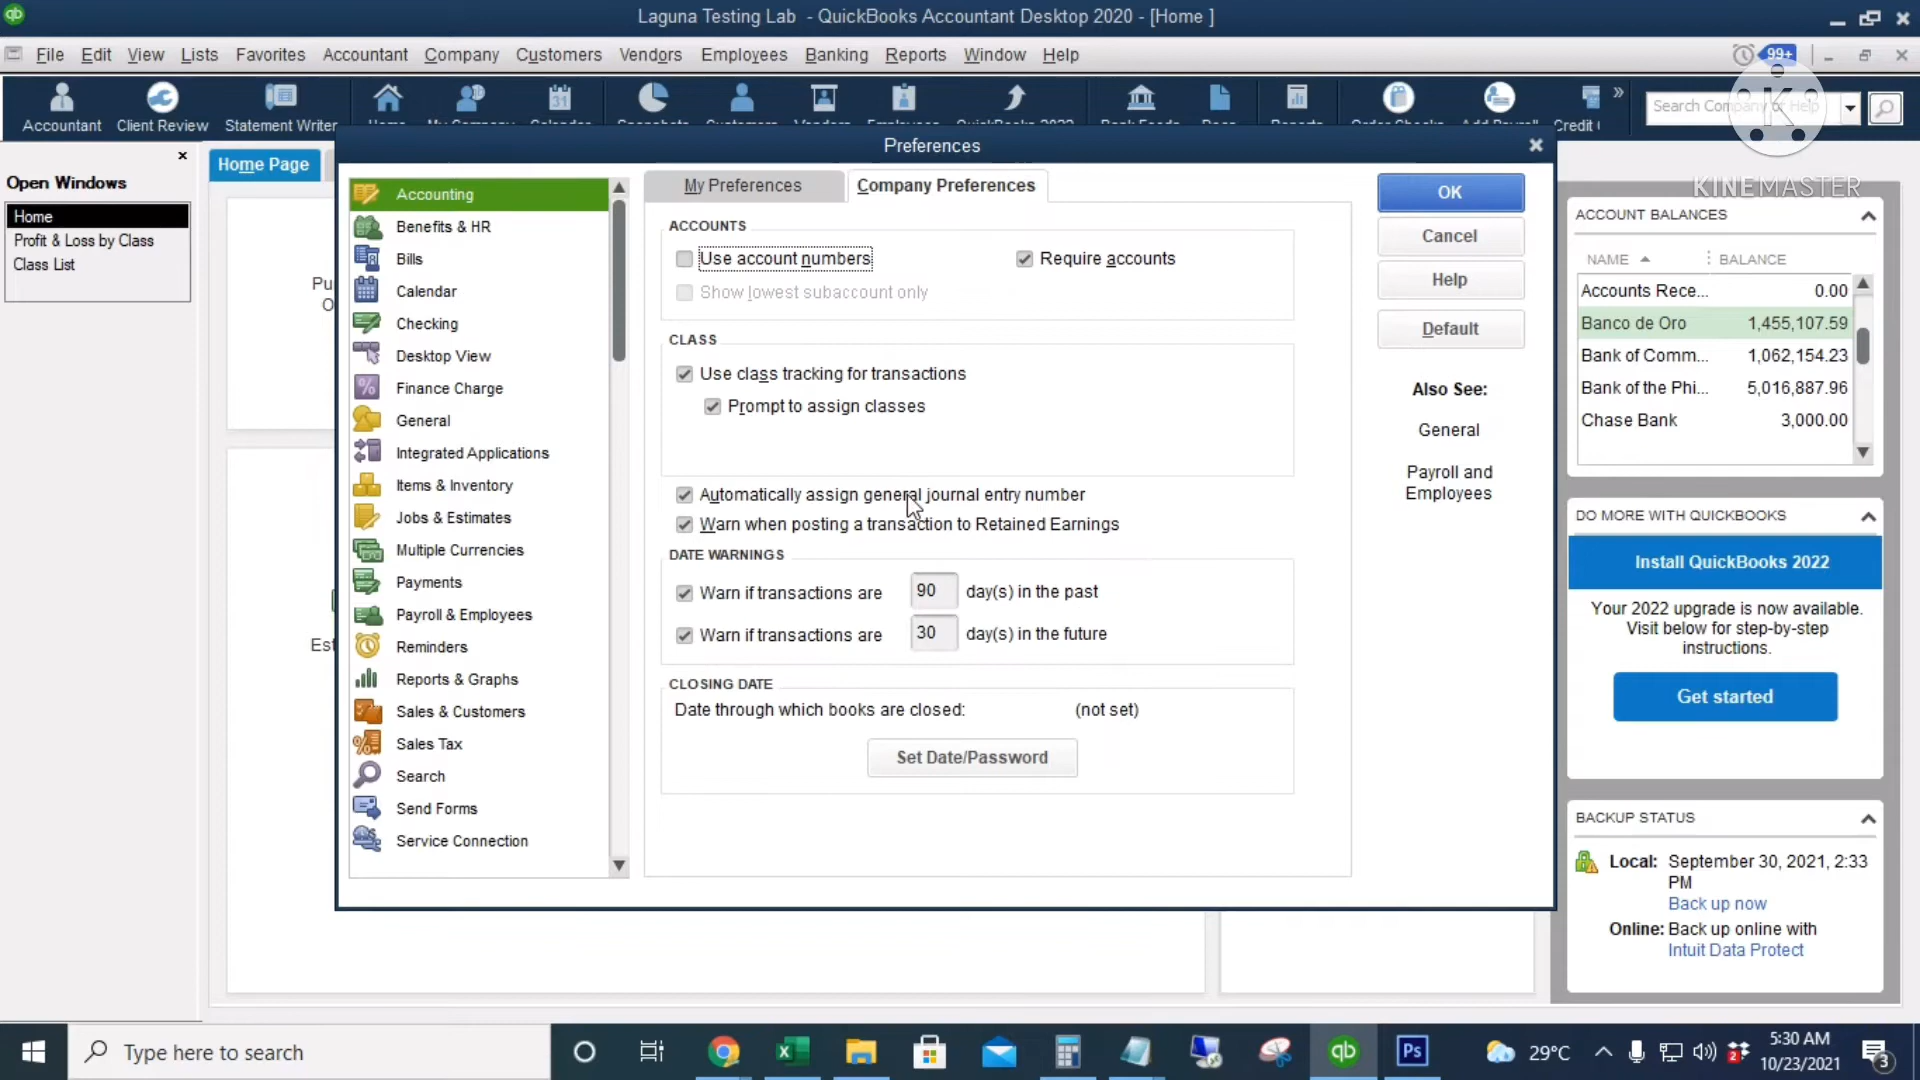 Laguna Testing Lab - QuickBooks Accountant Desktop 2020 - [Home ]
File Edit View Lists Favorites Accountant Company Customers Vendors Employees Banking Reports Window Help
99+
Accountant Client Review Statement Writer
Search Company or Help
KINEMASTER
Open Windows
Home
Profit & Loss by Class
Class List
Home Page
Preferences
Accounting
Benefits & HR
Bills
Calendar
Checking
Desktop View
Finance Charge
General
Integrated Applications
Items & Inventory
Jobs & Estimates
Multiple Currencies
Payments
Payroll & Employees
Reminders
Reports & Graphs
Sales & Customers
Sales Tax
Search
Send Forms
Service Connection
My Preferences Company Preferences
ACCOUNTS
Use account numbers Require accounts
Show lowest subaccount only
CLASS
Use class tracking for transactions
Prompt to assign classes
Automatically assign general journal entry number
Warn when posting a transaction to Retained Earnings
DATE WARNINGS
Warn if transactions are 90 day(s) in the past
Warn if transactions are 30 day(s) in the future
CLOSING DATE
Date through which books are closed: (not set)
Set Date/Password
OK
Cancel
Help
Default
Also See:
General
Payroll and
Employees
ACCOUNT BALANCES
NAME BALANCE
Accounts Rece... 0.00
Banco de Oro 1,455,107.59
Bank of Comm... 1,062,154.23
Bank of the Phi... 5,016,887.96
Chase Bank 3,000.00
DO MORE WITH QUICKBOOKS
Install QuickBooks 2022
Your 2022 upgrade is now available.
Visit below for step-by-step
instructions.
Get started
BACKUP STATUS
Local: September 30, 2021, 2:33
PM
Back up now
Online: Back up online with
Intuit Data Protect
Type here to search
29°C
5:30 AM
10/23/2021
3